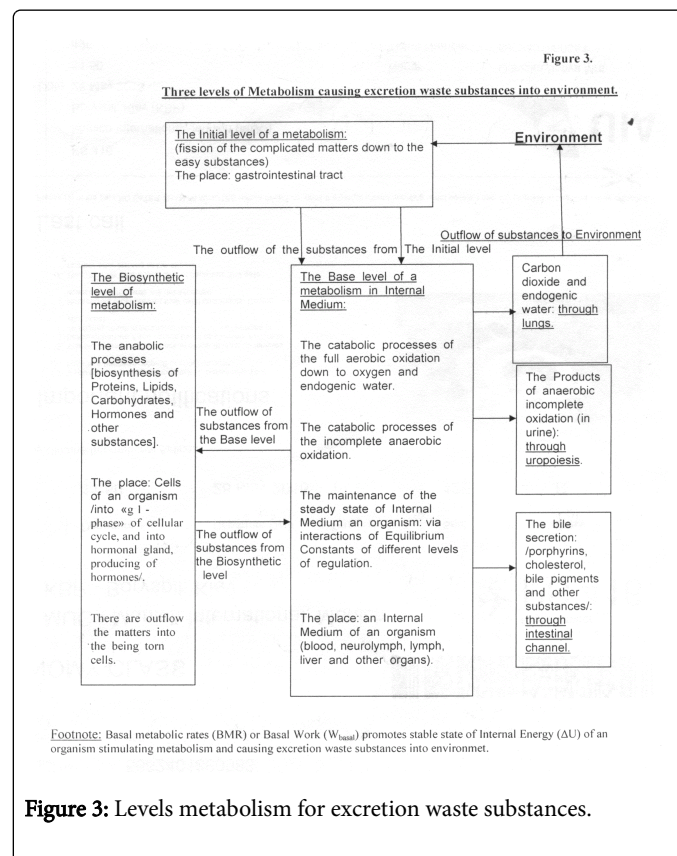 Figure 3.
Three levels of Metabolism causing excretion waste substances into environment.
The Initial level of a metabolism:
(fission of the complicated matters down to the
easy substances)
The place: gastrointestinal tract
Environment
Outflow of substances to Environment
The outflow of the substances from The Initial level
The Biosynthetic
level of
metabolism:
The anabolic
processes
[biosynthesis of
Proteins, Lipids,
Carbohydrates,
Hormones and
other
substances].
The place: Cells
of an organism
/into «g I -
phase» of cellular
cycle, and into
hormonal gland,
producing of
hormones/.
There are outflow
the matters into
the being torn
cells.
The outflow of
substances from
the Base level
The outflow of
substances from
the Biosynthetic
level
The Base level of a
metabolism in Internal
Medium:
The catabolic processes of
the full aerobic oxidation
down to oxygen and
endogenic water.
The catabolic processes of
the incomplete anaerobic
oxidation.
The maintenance of the
steady state of Internal
Medium an organism: via
interactions of Equilibrium
Constants of different levels
of regulation.
The place: an Internal
Medium of an organism
(blood, neurolymph, lymph,
liver and other organs).
Carbon
dioxide and
endogenic
water: through
lungs.
The Products
of anaerobic
incomplete
oxidation (in
urine):
through
uropoiesis.
The bile
secretion:
/porphyrins,
cholesterol,
bile pigments
and other
substances/:
through
intestinal
channel.
Footnote: Basal metabolic rates (BMR) or Basal Work (Wbasal) promotes stable state of Internal Energy (ΔU) of an
organism stimulating metabolism and causing excretion waste substances into environmet.
Figure 3: Levels metabolism for excretion waste substances.